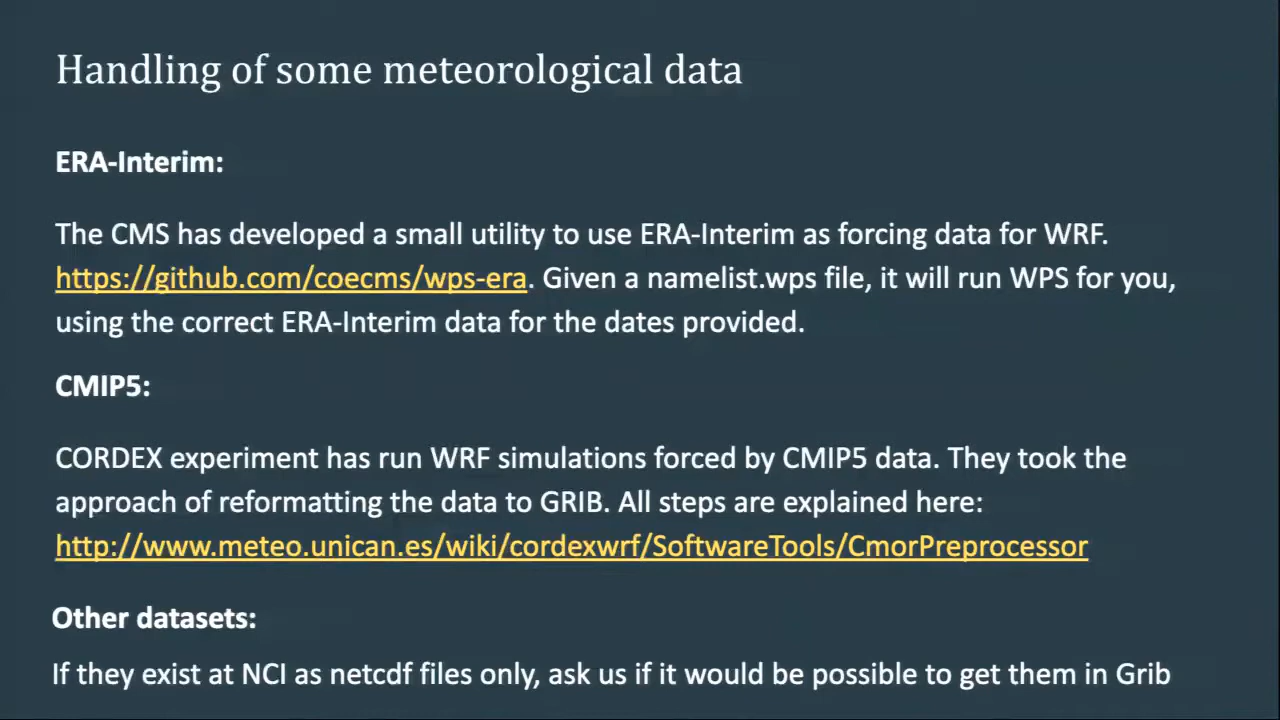 Handling of some meteorological data
ERA-Interim:
The CMS has developed a small utility to use ERA-Interim as forcing data for WRF.
https://github.com/coecms/wps-era. Given a namelist.wps file, it will run WPS for you,
using the correct ERA-Interim data for the dates provided.
CMIP5:
CORDEX experiment has run WRF simulations forced by CMIP5 data. They took the
approach of reformatting the data to GRIB. All steps are explained here:
http://www.meteo.unican.es/wiki/cordexwrf/SoftwareTools/CmorPreprocessor
Other datasets:
If they exist at NCI as netcdf files only, ask us if it would be possible to get them in Grib